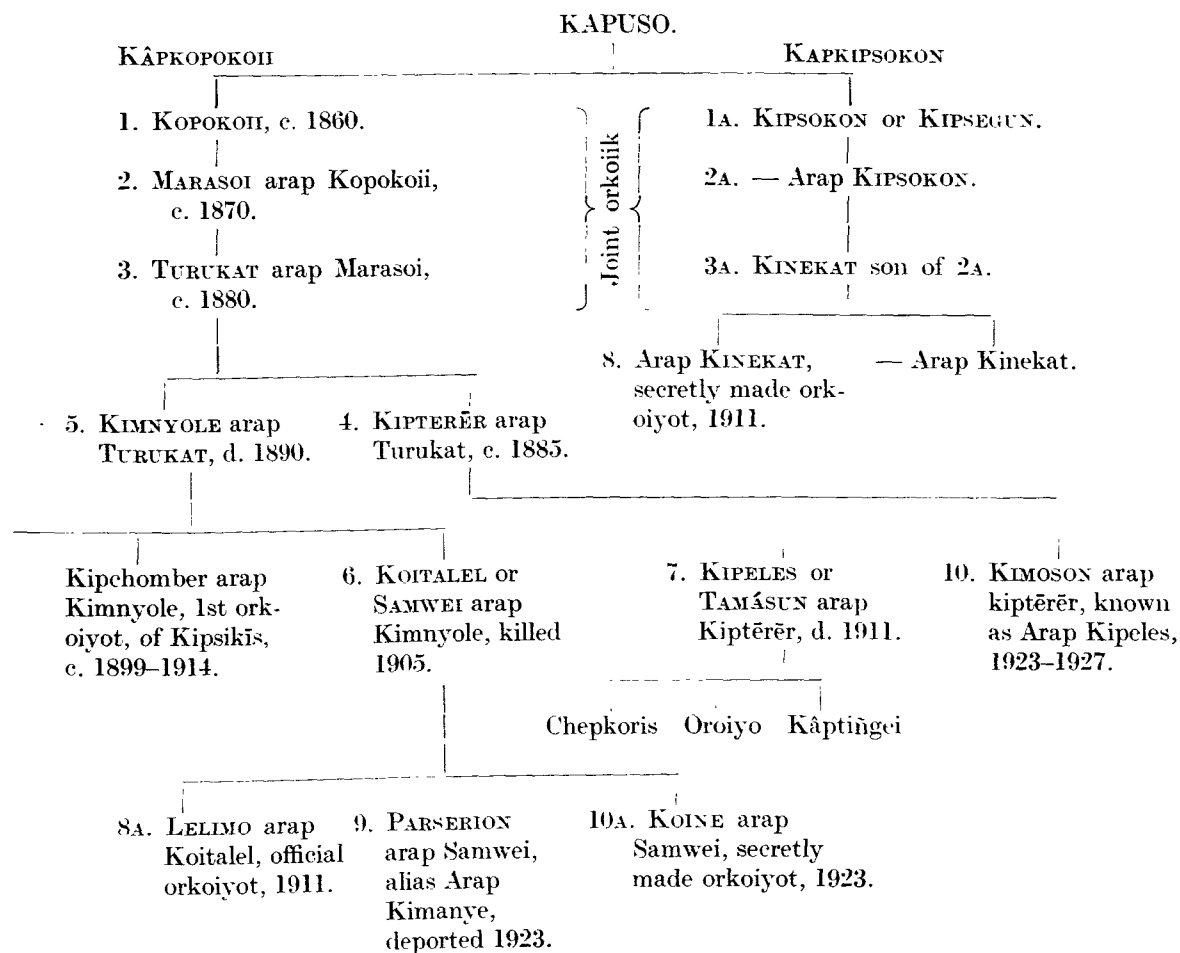 KAPUSO.
KÂPKOPOKOII
KAPKIPSOKON
1. KOPOKOII, c. 1860.
2. MARASOI arap Kopokoii,
c. 1870.
3. TURUKAT arap Marasoi,
c. 1880.
Joint orkoiik
1A. KIPSOKON or KIPSEGUN.
2A. — Arap KIPSOKON.
3A. KINEKAT son of 2A.
8. Arap KINEKAT,
secretly made ork-
oiyot, 1911.
— Arap Kinekat.
5. KIMNYOLE arap
TURUKAT, d. 1890.
4. KIPTERĒR arap
Turukat, c. 1885.
Kipchomber arap
Kimnyole, 1st ork-
oiyot, of Kipsikīs,
c. 1899–1914.
6. KOITALEL or
SAMWEI arap
Kimnyole, killed
1905.
7. KIPELES or
TAMÁSUN arap
Kiptērēr, d. 1911.
10. KIMOSON arap
kiptērēr, known
as Arap Kipeles,
1923–1927.
Chepkoris Oroiyo Kâptiñgei
8A. LELIMO arap
Koitalel, official
orkoiyot, 1911.
9. PARSERION
arap Samwei,
alias Arap
Kimanye,
deported 1923.
10A. KOINE arap
Samwei, secretly
made orkoiyot, 1923.